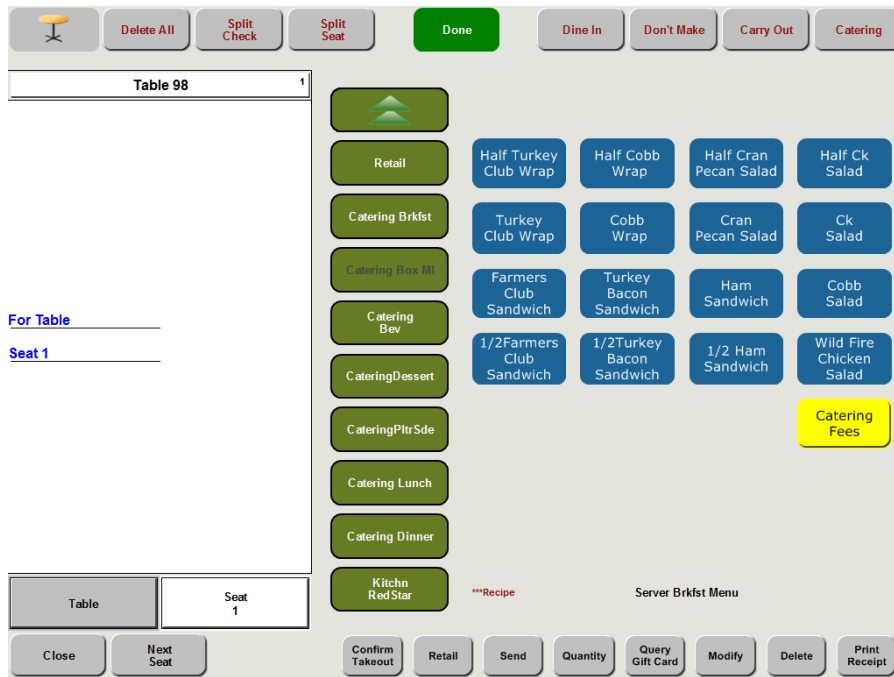 Delete All
Split
Check
Split
Seat
Done
Dine In
Don't Make
Carry Out
Catering
Table 98
1
For Table
Seat 1
Table
Seat
1
Close
Next
Seat
Retail
Catering Brkfst
Catering Box Ml
Catering
Bev
CateringDessert
CateringPltrSde
Catering Lunch
Catering Dinner
Kitchn
RedStar
Half Turkey
Club Wrap
Half Cobb
Wrap
Half Cran
Pecan Salad
Half Ck
Salad
Turkey
Club Wrap
Cobb
Wrap
Cran
Pecan Salad
Ck
Salad
Farmers
Club
Sandwich
Turkey
Bacon
Sandwich
Ham
Sandwich
Cobb
Salad
1/2Farmers
Club
Sandwich
1/2Turkey
Bacon
Sandwich
1/2 Ham
Sandwich
Wild Fire
Chicken
Salad
Catering
Fees
***Recipe
Server Brkfst Menu
Confirm
Takeout
Retail
Send
Quantity
Query
Gift Card
Modify
Delete
Print
Receipt